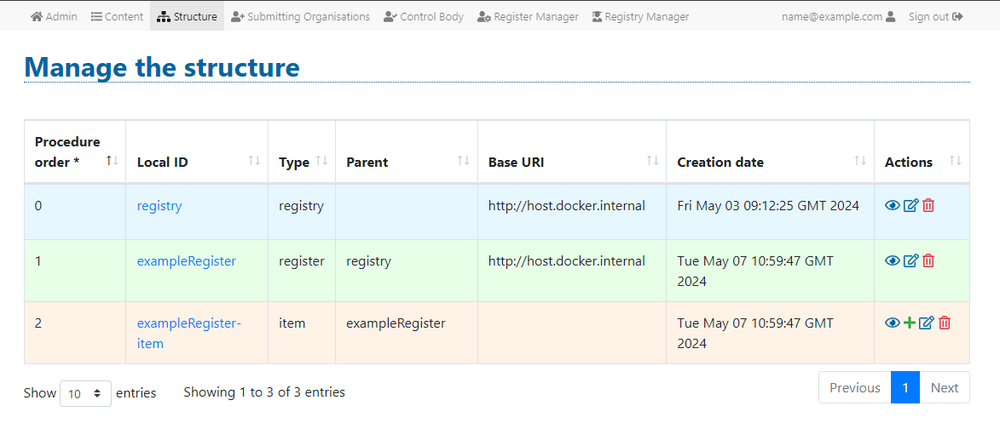 Admin Content Structure Submitting Organisations Control Body Register Manager Registry Manager name@example.com Sign out
Manage the structure
Procedure order * Local ID Type Parent Base URI Creation date Actions
0 registry registry http://host.docker.internal Fri May 03 09:12:25 GMT 2024
1 exampleRegister register registry http://host.docker.internal Tue May 07 10:59:47 GMT 2024
2 exampleRegister-item item exampleRegister Tue May 07 10:59:47 GMT 2024
Show 10 entries Showing 1 to 3 of 3 entries Previous 1 Next